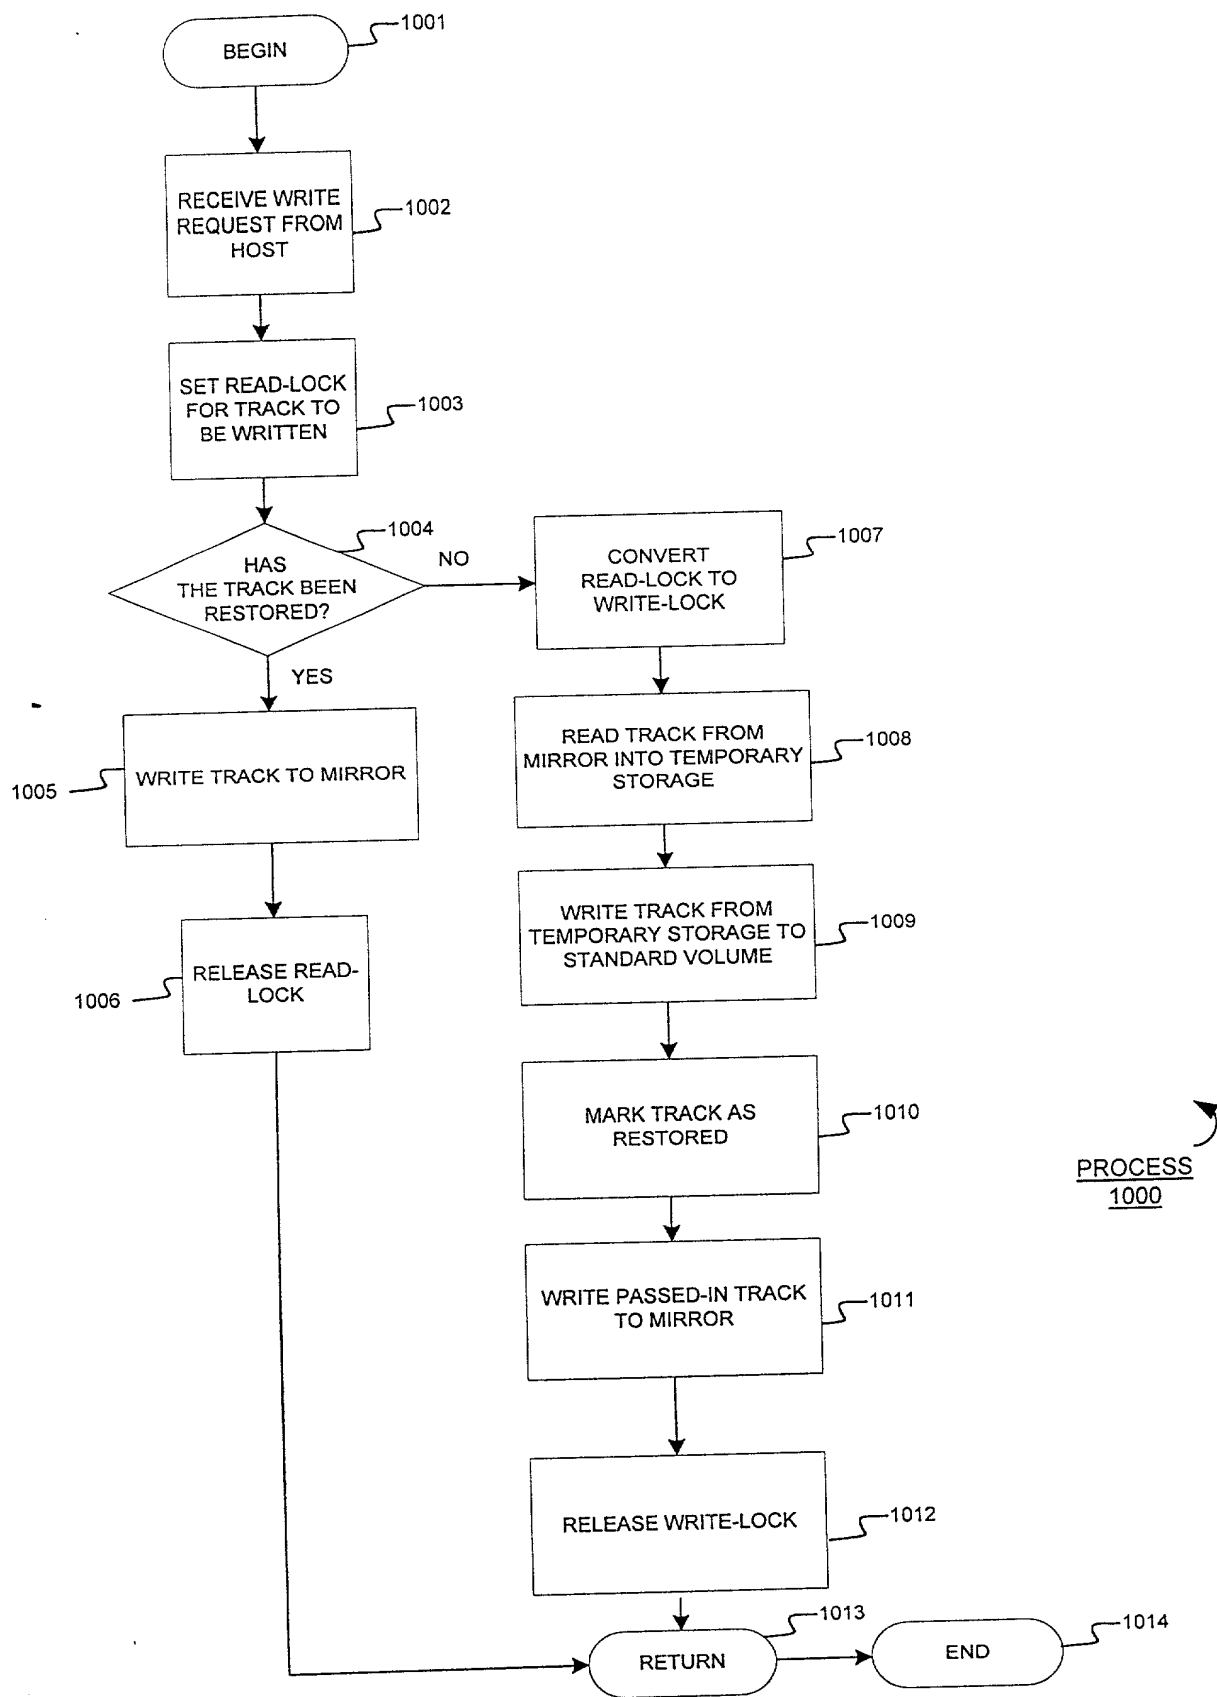 BEGIN
1001
RECEIVE WRITE
REQUEST FROM
HOST
1002
SET READ-LOCK
FOR TRACK TO
BE WRITTEN
1003
HAS
THE TRACK BEEN
RESTORED?
1004
NO
YES
CONVERT
READ-LOCK TO
WRITE-LOCK
1007
WRITE TRACK TO MIRROR
1005
READ TRACK FROM
MIRROR INTO TEMPORARY
STORAGE
1008
RELEASE READ-
LOCK
1006
WRITE TRACK FROM
TEMPORARY STORAGE TO
STANDARD VOLUME
1009
MARK TRACK AS
RESTORED
1010
PROCESS
1000
WRITE PASSED-IN TRACK
TO MIRROR
1011
RELEASE WRITE-LOCK
1012
RETURN
1013
END
1014